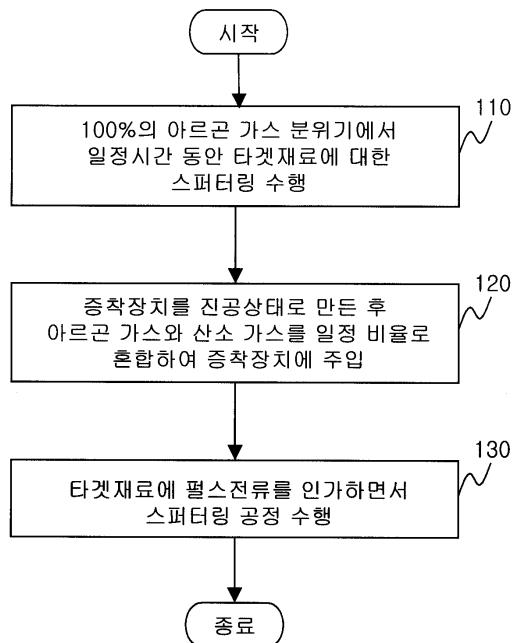 시작
110
100%의 아르곤 가스 분위기에서
일정시간 동안 타겟재료에 대한
스퍼터링 수행
120
증착장치를 진공상태로 만든 후
아르곤 가스와 산소 가스를 일정 비율로
혼합하여 증착장치에 주입
130
타겟재료에 펄스전류를 인가하면서
스퍼터링 공정 수행
종료